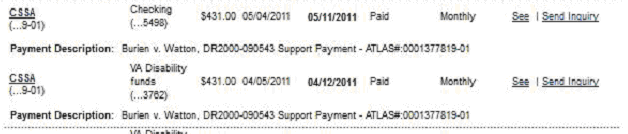 CSSA Checking $431.00 05/04/2011 05/11/2011 Paid Monthly See | Send Inquiry
(...9-01) (...5498)
Payment Description: Burien v. Watton, DR2000-090543 Support Payment - ATLAS#:0001377819-01
VA Disability
CSSA funds $431.00 04/05/2011 04/12/2011 Paid Monthly See | Send Inquiry
(...9-01) (...3762)
Payment Description: Burien v. Watton, DR2000-090543 Support Payment - ATLAS#:0001377819-01
VA Disability